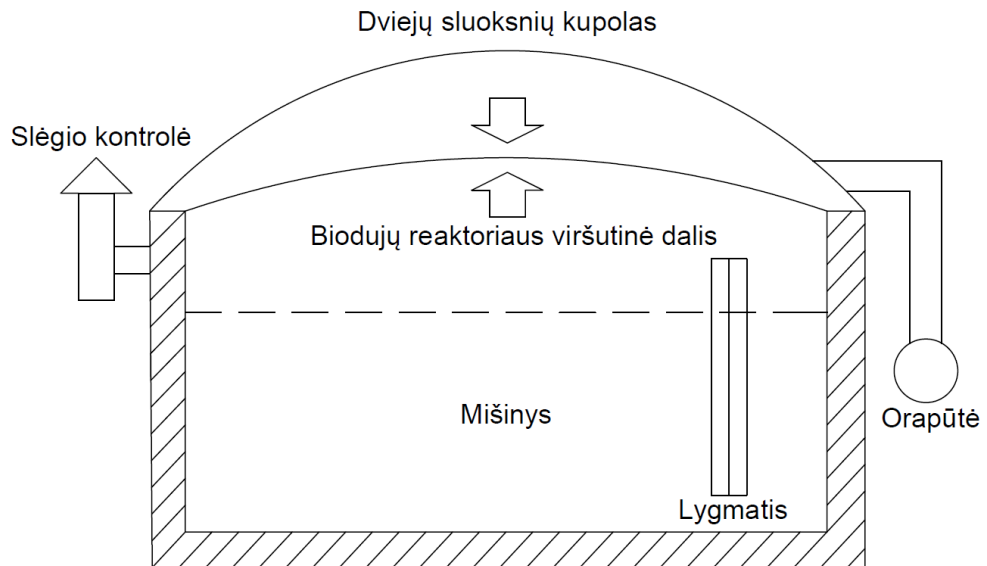 Dviejų sluoksnių kupolas
Slėgio kontrolė
Biodujų reaktoriaus viršutinė dalis
Mišinys
Orapūtė
Lygmatis